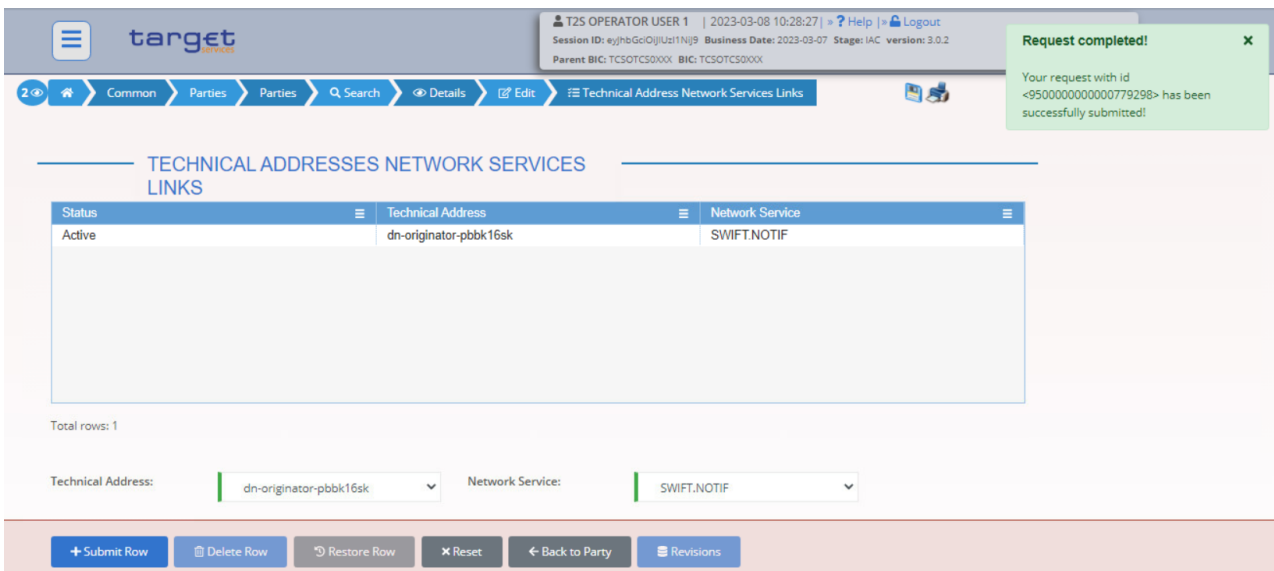 target
services
T2S OPERATOR USER 1 | 2023-03-08 10:28:27 | » ? Help | » Logout
Session ID: eyJhbGciOiJIUzI1NiJ9 Business Date: 2023-03-07 Stage: IAC version: 3.0.2
Parent BIC: TCSOTCS0XXX BIC: TCSOTCS0XXX
Request completed! ×
Your request with id
<9500000000000779298> has been
successfully submitted!
2 Common Parties Parties Search Details Edit Technical Address Network Services Links
TECHNICAL ADDRESSES NETWORK SERVICES
LINKS
Status Technical Address Network Service
Active dn-originator-pbbk16sk SWIFT.NOTIF
Total rows: 1
Technical Address: dn-originator-pbbk16sk Network Service: SWIFT.NOTIF
+ Submit Row Delete Row Restore Row × Reset ← Back to Party Revisions